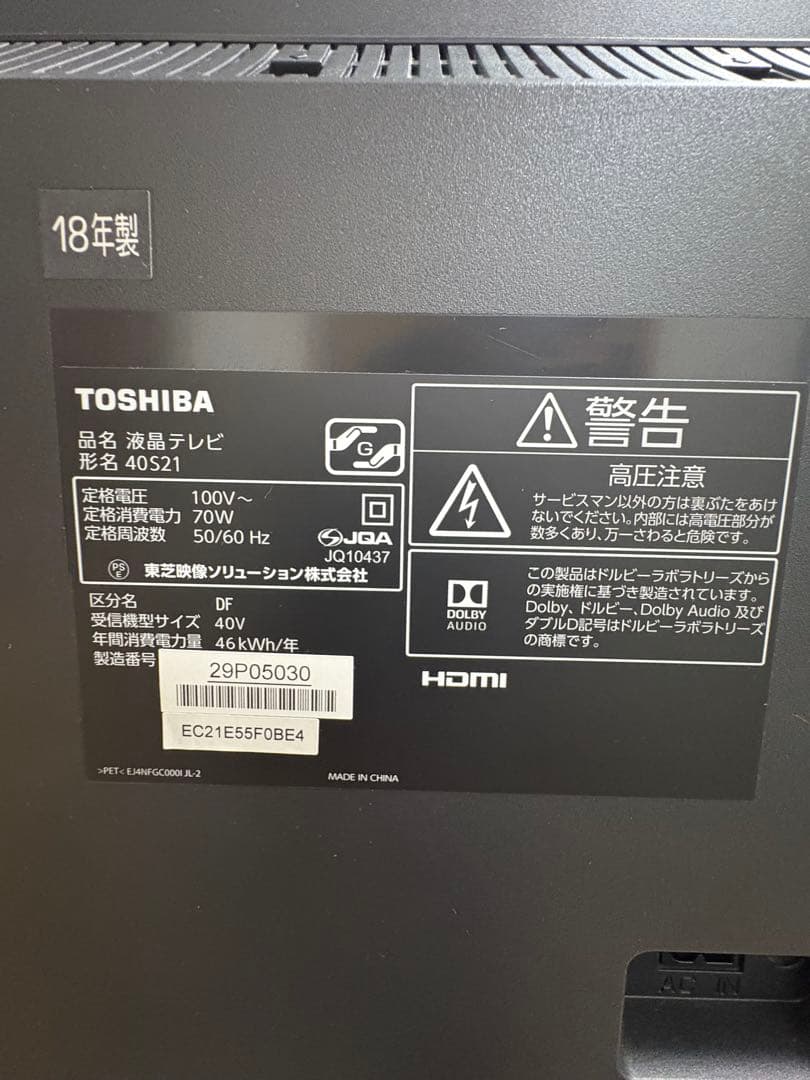 18年製
TOSHIBA
品名 液晶テレビ
形名 40S21
G
定格電圧 100V～
定格消費電力 70W
定格周波数 50/60 Hz
JQA
JQ10437
PS
E
東芝映像ソリューション株式会社
区分名 DF
受信機型サイズ 40V
年間消費電力量 46kWh/年
製造番号
29P05030
EC21E55F0BE4
>PET< EJ4NFGC000I JL-2
MADE IN CHINA
警告
高圧注意
サービスマン以外の方は裏ぶたをあけ
ないでください。内部には高電圧部分が
数多くあり、万一さわると危険です。
DOLBY
AUDIO
この製品はドルビーラボラトリーズから
の実施権に基づき製造されています。
Dolby、ドルビー、Dolby Audio 及び
ダブルD記号はドルビーラボラトリーズ
の商標です。
HDMI
AC IN